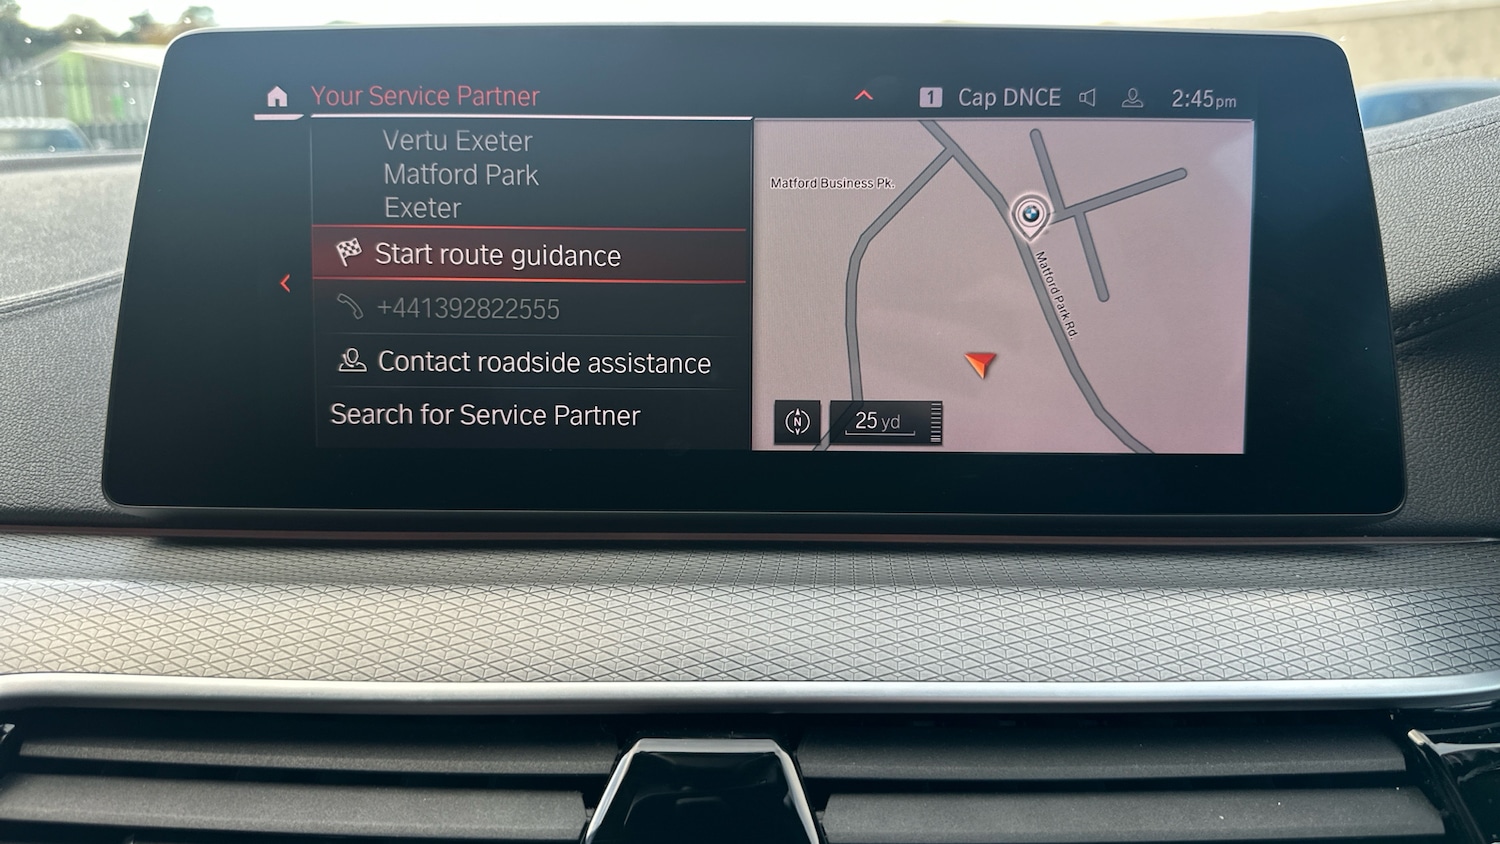 Your Service Partner
1 Cap DNCE 2:45pm
Vertu Exeter
Matford Park
Exeter
Start route guidance
+441392822555
Contact roadside assistance
Search for Service Partner
Matford Business Pk.
Matford Park Rd.
N
25 yd